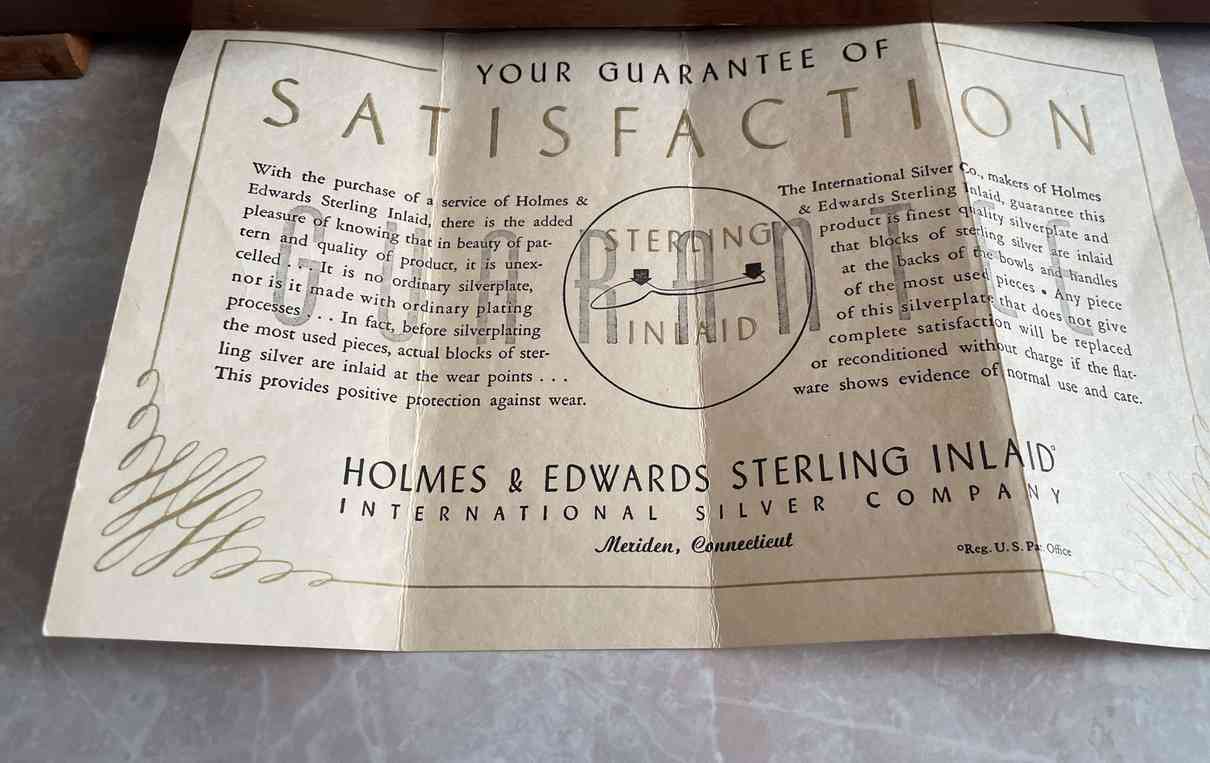 YOUR GUARANTEE OF
SATISFACTION
With the purchase of a service of Holmes &
Edwards Sterling Inlaid, there is the added
pleasure of knowing that in beauty of pat-
tern and quality of product, it is unex-
celled . . . It is no ordinary silverplate,
nor is it made with ordinary plating
processes . . . In fact, before silverplating
the most used pieces, actual blocks of ster-
ling silver are inlaid at the wear points . . .
This provides positive protection against wear.
GUARANTEE
STERLING
INLAID
The International Silver Co., makers of Holmes
& Edwards Sterling Inlaid, guarantee this
product is finest quality silverplate and
that blocks of sterling silver are inlaid
at the backs of the bowls and handles
of the most used pieces • Any piece
of this silverplate that does not give
complete satisfaction will be replaced
or reconditioned without charge if the flat-
ware shows evidence of normal use and care.
HOLMES & EDWARDS STERLING INLAID°
INTERNATIONAL SILVER COMPANY
Meriden, Connecticut
°Reg. U. S. Pat. Office